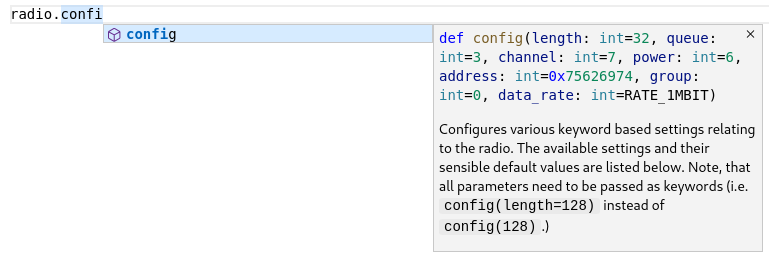 radio.confi
config
def config(length: int=32, queue:
int=3, channel: int=7, power: int=6,
address: int=0x75626974, group:
int=0, data_rate: int=RATE_1MBIT)
Configures various keyword based settings relating
to the radio. The available settings and their
sensible default values are listed below. Note, that
all parameters need to be passed as keywords (i.e.
config(length=128) instead of
config(128) .)